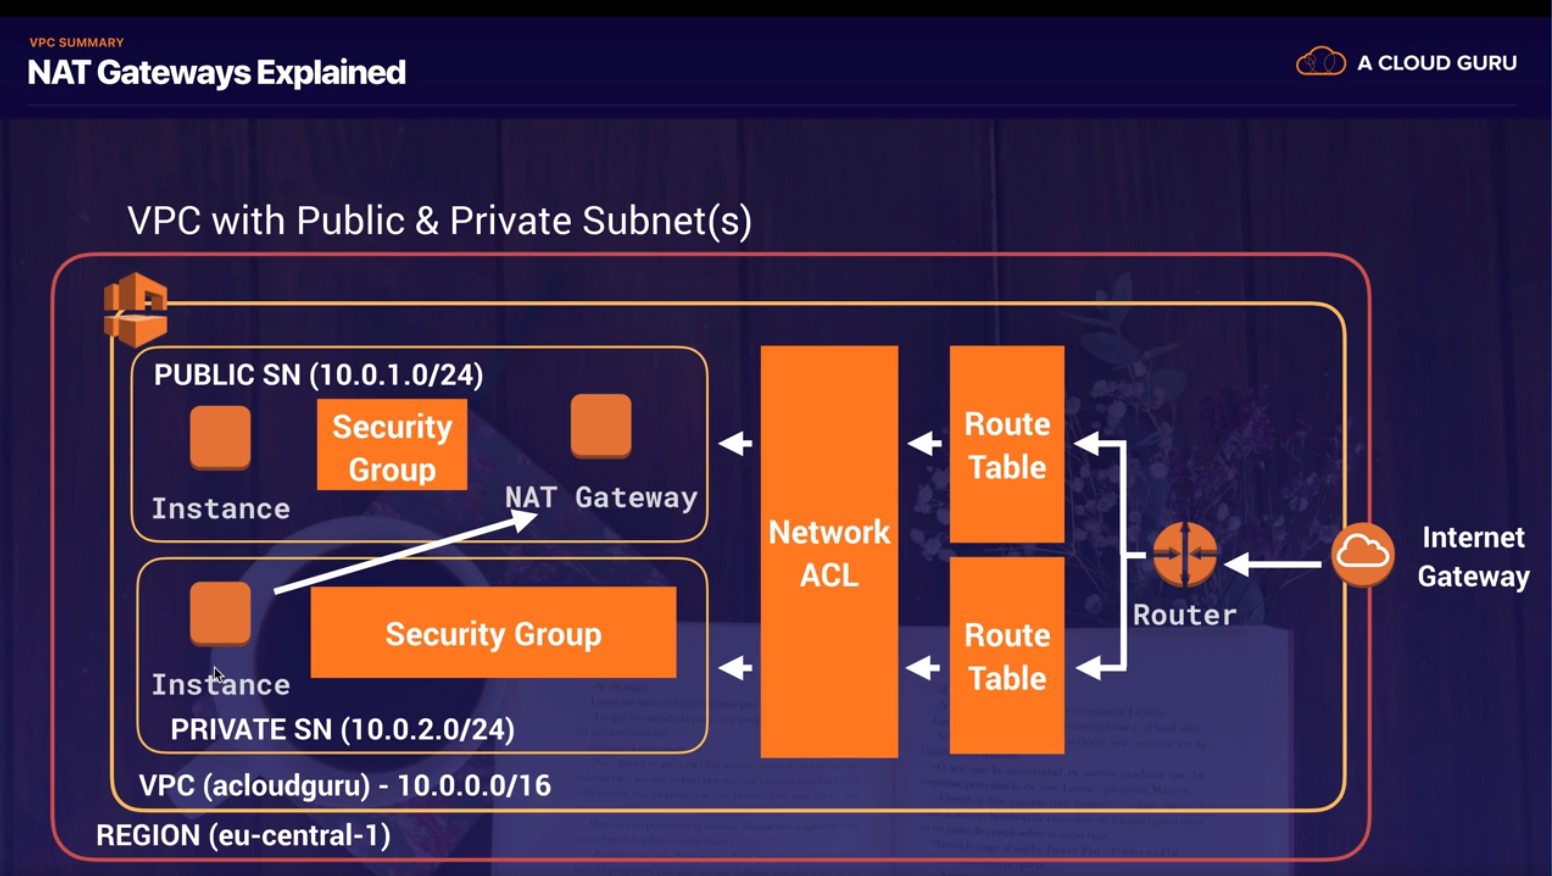 VPC SUMMARY
NAT Gateways Explained
A CLOUD GURU
VPC with Public & Private Subnet(s)
PUBLIC SN (10.0.1.0/24)
Security
Group
Instance
NAT Gateway
Instance
Security Group
PRIVATE SN (10.0.2.0/24)
VPC (acloudguru) - 10.0.0.0/16
REGION (eu-central-1)
Network
ACL
Route
Table
Route
Table
Router
Internet
Gateway